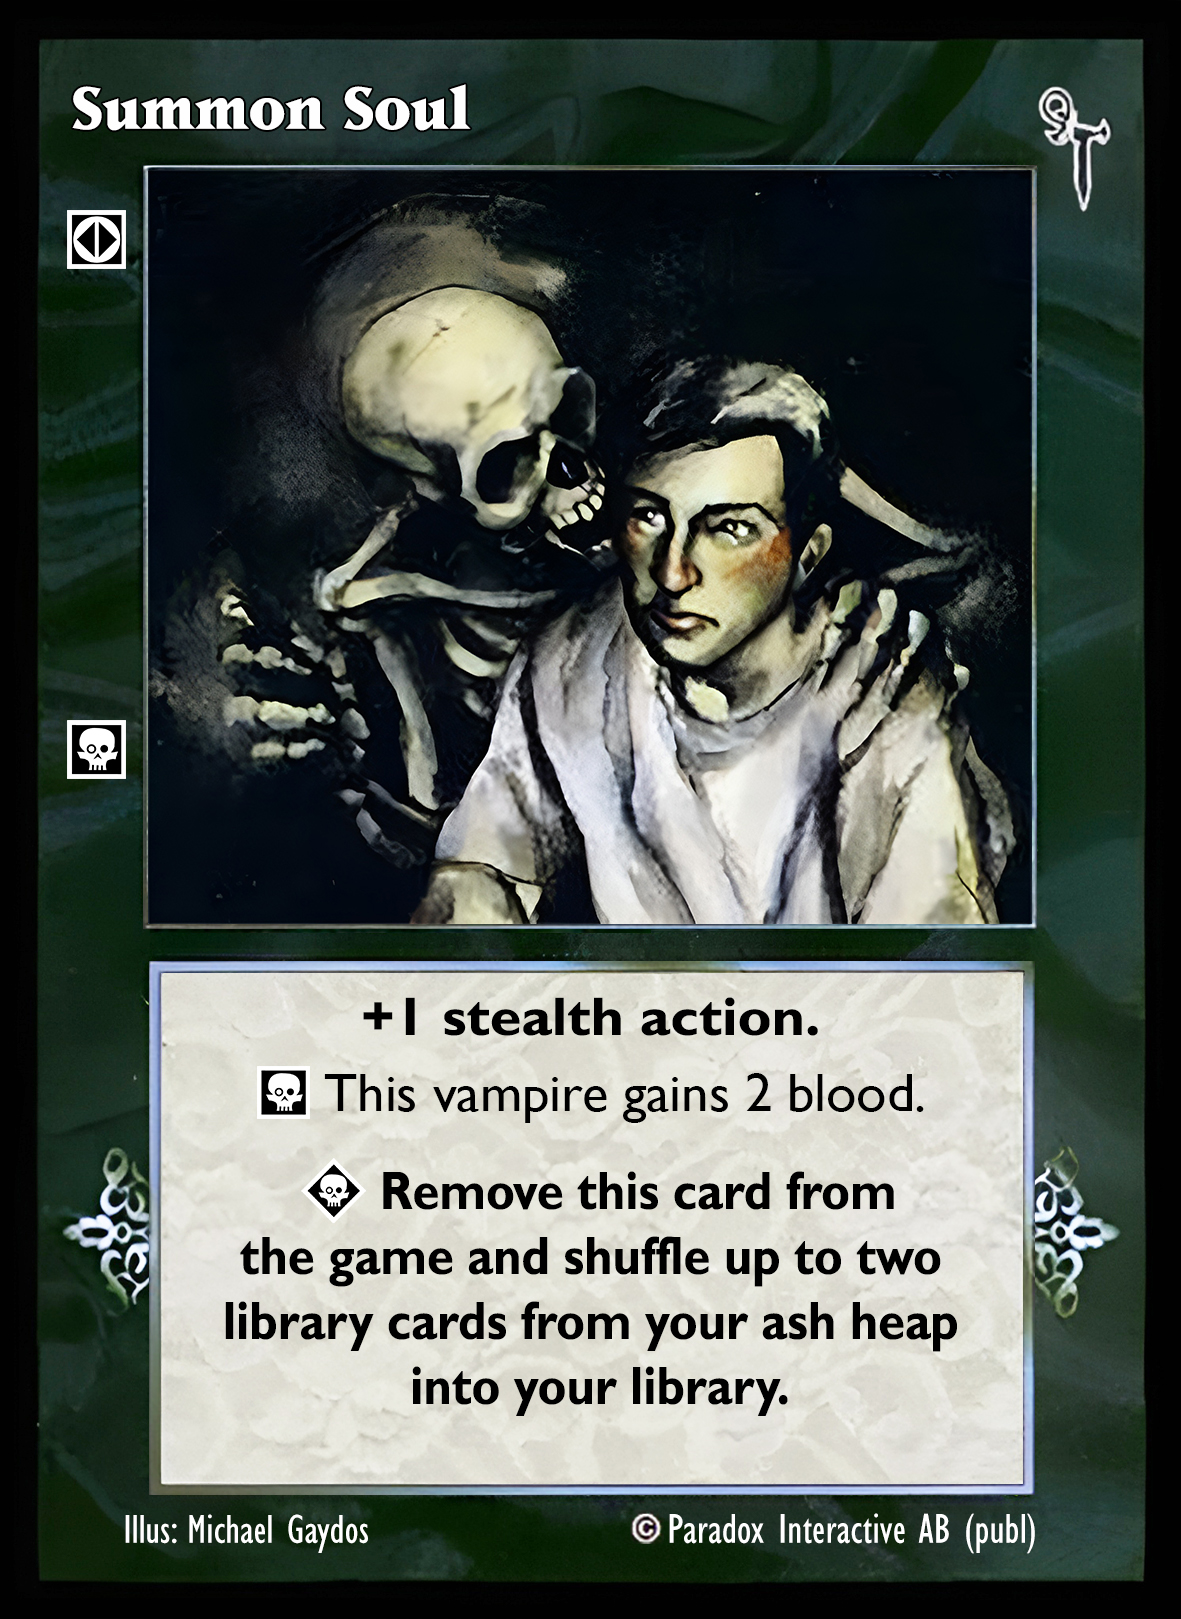 Summon Soul
+1 stealth action.
This vampire gains 2 blood.
Remove this card from
the game and shuffle up to two
library cards from your ash heap
into your library.
Illus: Michael Gaydos
© Paradox Interactive AB (publ)